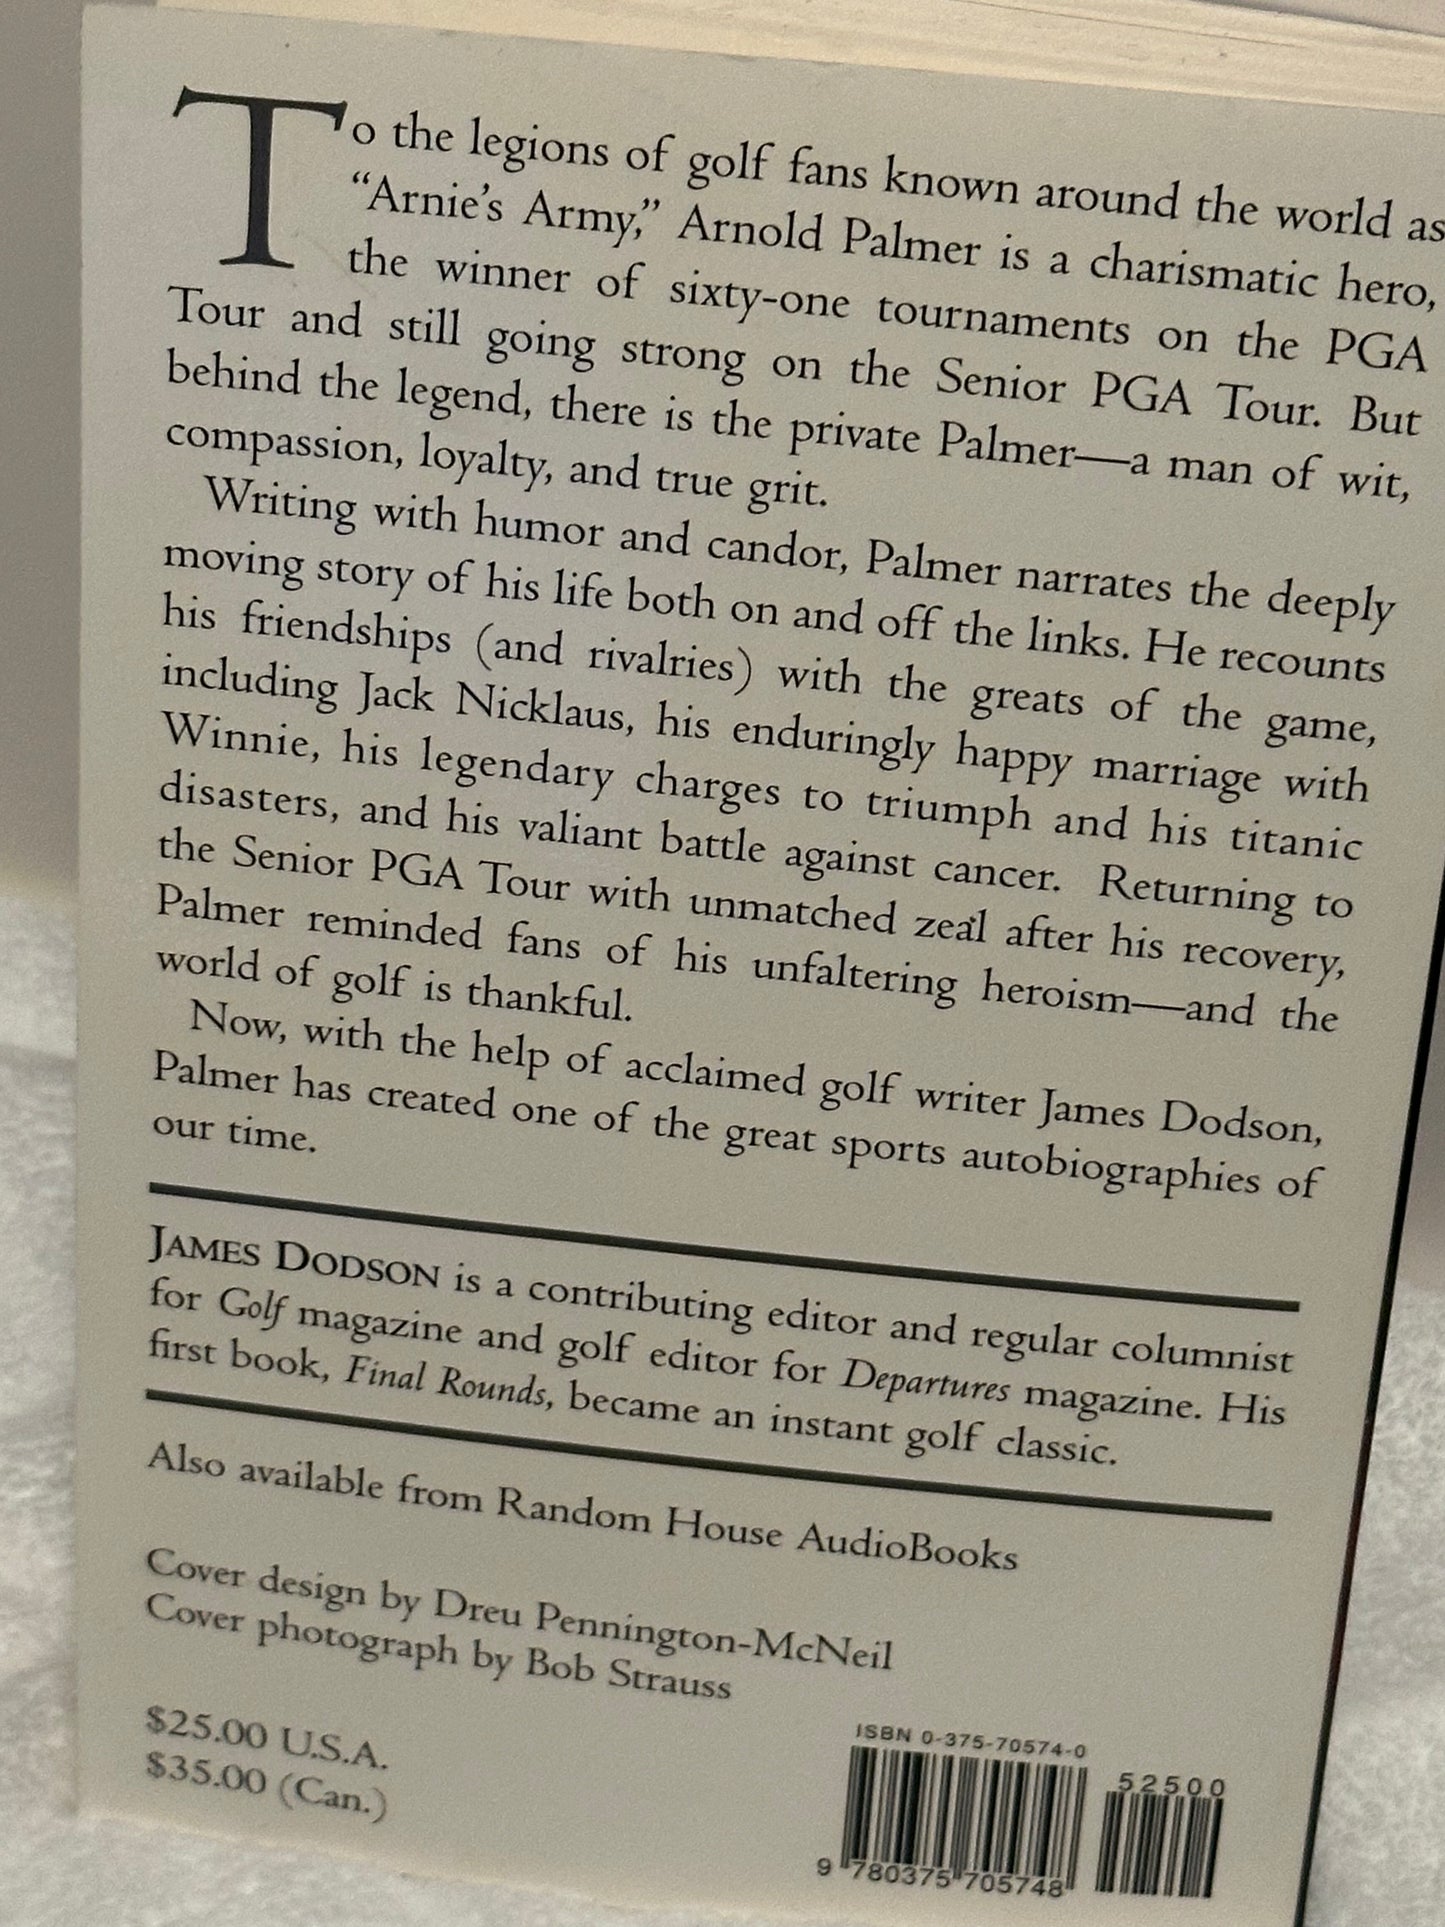 To the legions of golf fans known around the world as
“Arnie’s Army,” Arnold Palmer is a charismatic hero,
the winner of sixty-one tournaments on the PGA
Tour and still going strong on the Senior PGA Tour. But
behind the legend, there is the private Palmer—a man of wit,
compassion, loyalty, and true grit.
Writing with humor and candor, Palmer narrates the deeply
moving story of his life both on and off the links. He recounts
his friendships (and rivalries) with the greats of the game,
including Jack Nicklaus, his enduringly happy marriage with
Winnie, his legendary charges to triumph and his titanic
disasters, and his valiant battle against cancer. Returning to
the Senior PGA Tour with unmatched zeal after his recovery,
Palmer reminded fans of his unfaltering heroism—and the
world of golf is thankful.
Now, with the help of acclaimed golf writer James Dodson,
Palmer has created one of the great sports autobiographies of
our time.
JAMES DODSON is a contributing editor and regular columnist
for Golf magazine and golf editor for Departures magazine. His
first book, Final Rounds, became an instant golf classic.
Also available from Random House AudioBooks
Cover design by Dreu Pennington-McNeil
Cover photograph by Bob Strauss
$25.00 U.S.A.
$35.00 (Can.)
ISBN 0-375-70574-0
52500
9 780375 705748